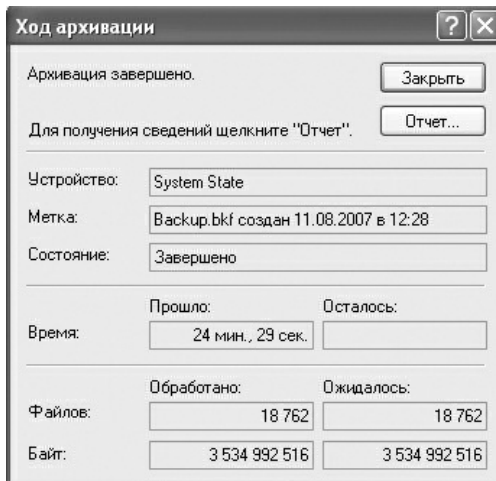 Ход архивации
Архивация завершено.
Закрыть
Для получения сведений щелкните "Отчет".
Отчет...
Устройство: System State
Метка: Backup.bkf создан 11.08.2007 в 12:28
Состояние: Завершено
Прошло: Осталось:
Время: 24 мин., 29 сек.
Обработано: Ожидалось:
Файлов: 18 762 18 762
Байт: 3 534 992 516 3 534 992 516